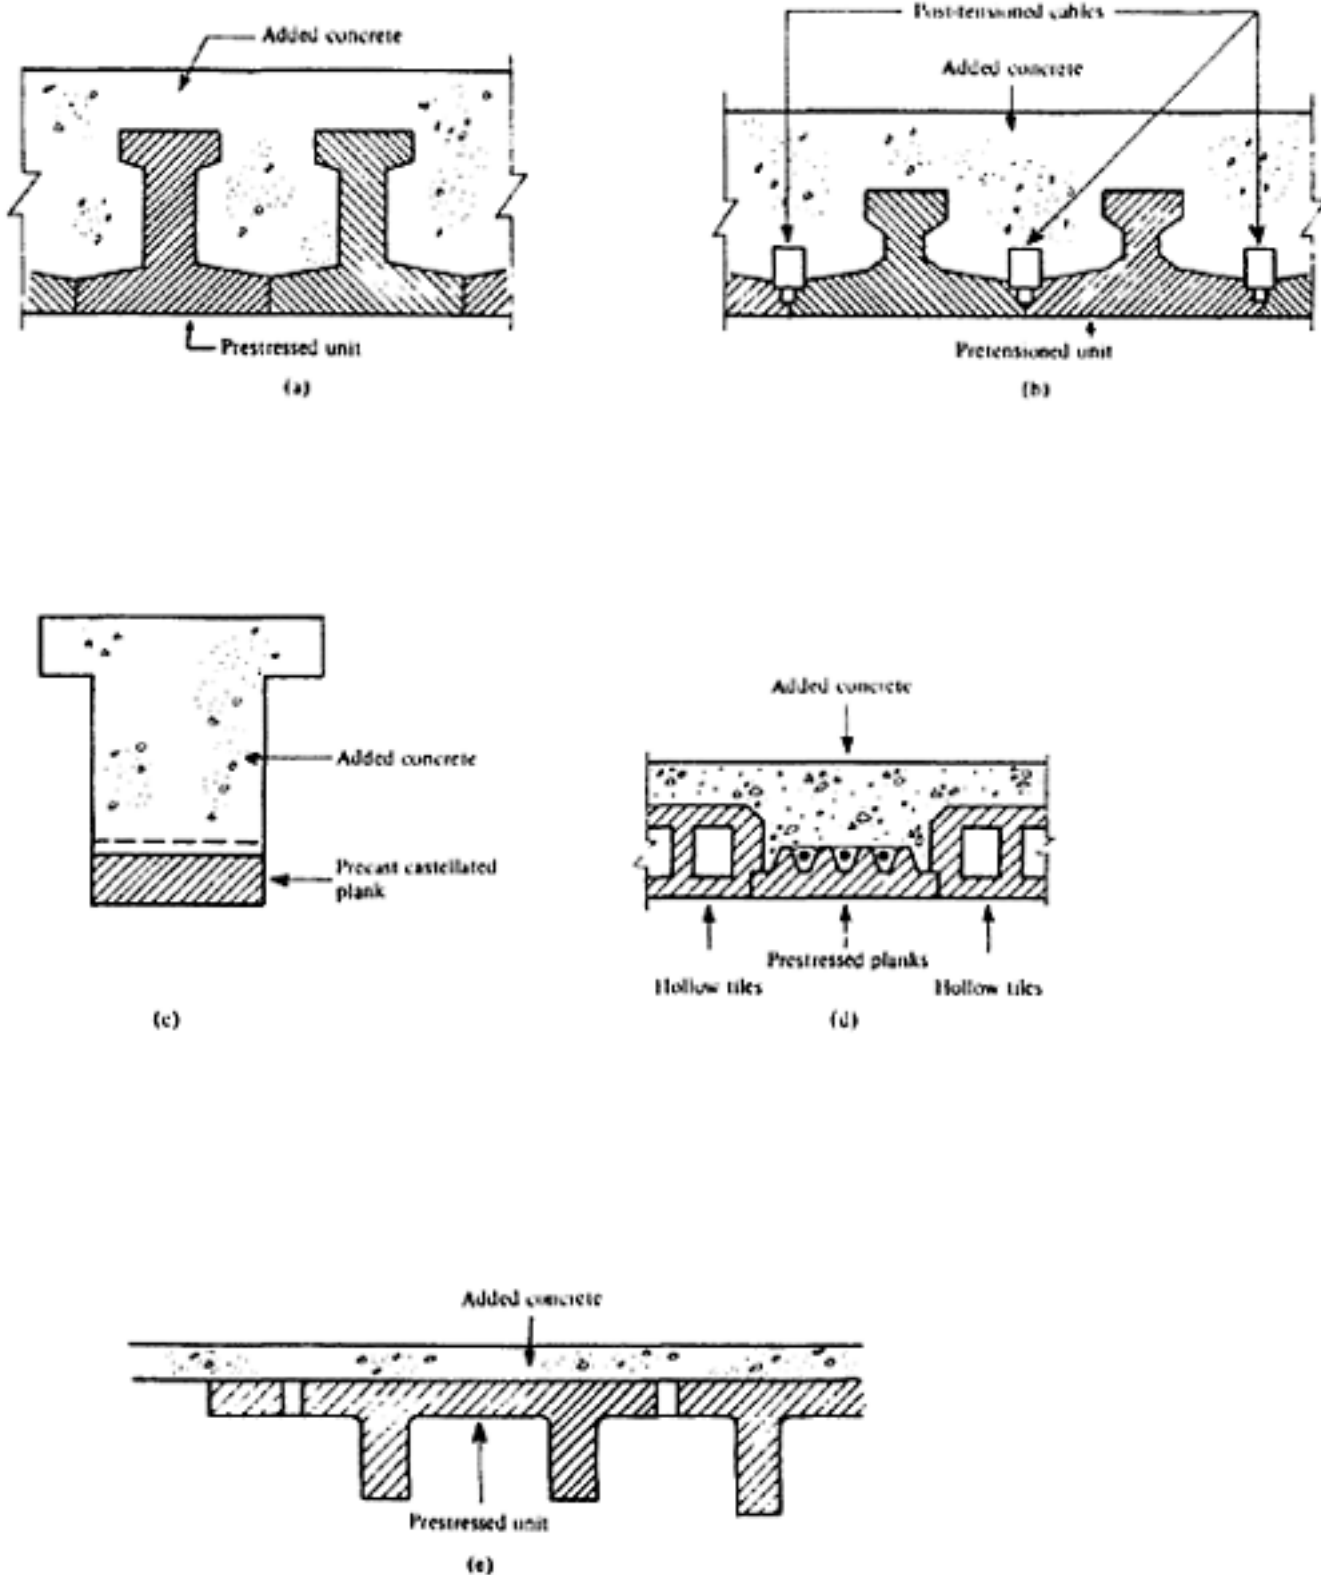 Added concrete
Prestressed unit
(a)
Post-tensioned cables
Added concrete
Pretensioned unit
(b)
Added concrete
Precast castellated
plank
(c)
Added concrete
Prestressed planks
Hollow tiles
Hollow tiles
(d)
Added concrete
Prestressed unit
(e)